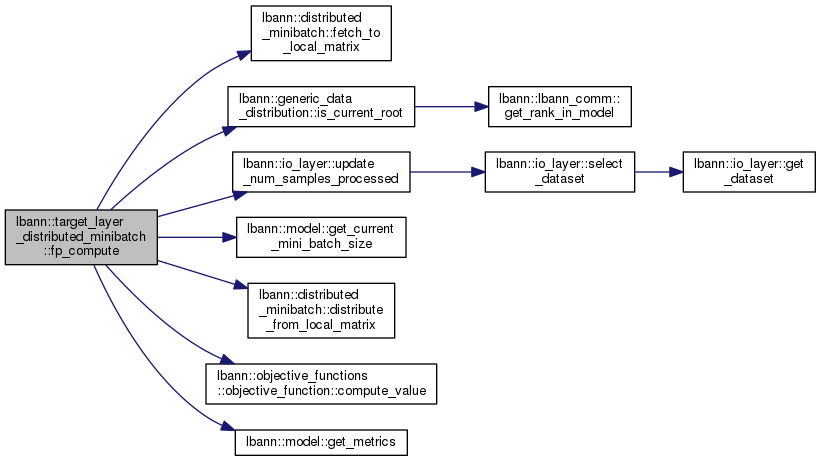 lbann::distributed
_minibatch::fetch_to
_local_matrix
lbann::generic_data
_distribution::is_current_root
lbann::lbann_comm::
get_rank_in_model
lbann::io_layer::update
_num_samples_processed
lbann::io_layer::select
_dataset
lbann::io_layer::get
_dataset
lbann::target_layer
_distributed_minibatch
::fp_compute
lbann::model::get_current
_mini_batch_size
lbann::distributed
_minibatch::distribute
_from_local_matrix
lbann::objective_functions
::objective_function::compute_value
lbann::model::get_metrics